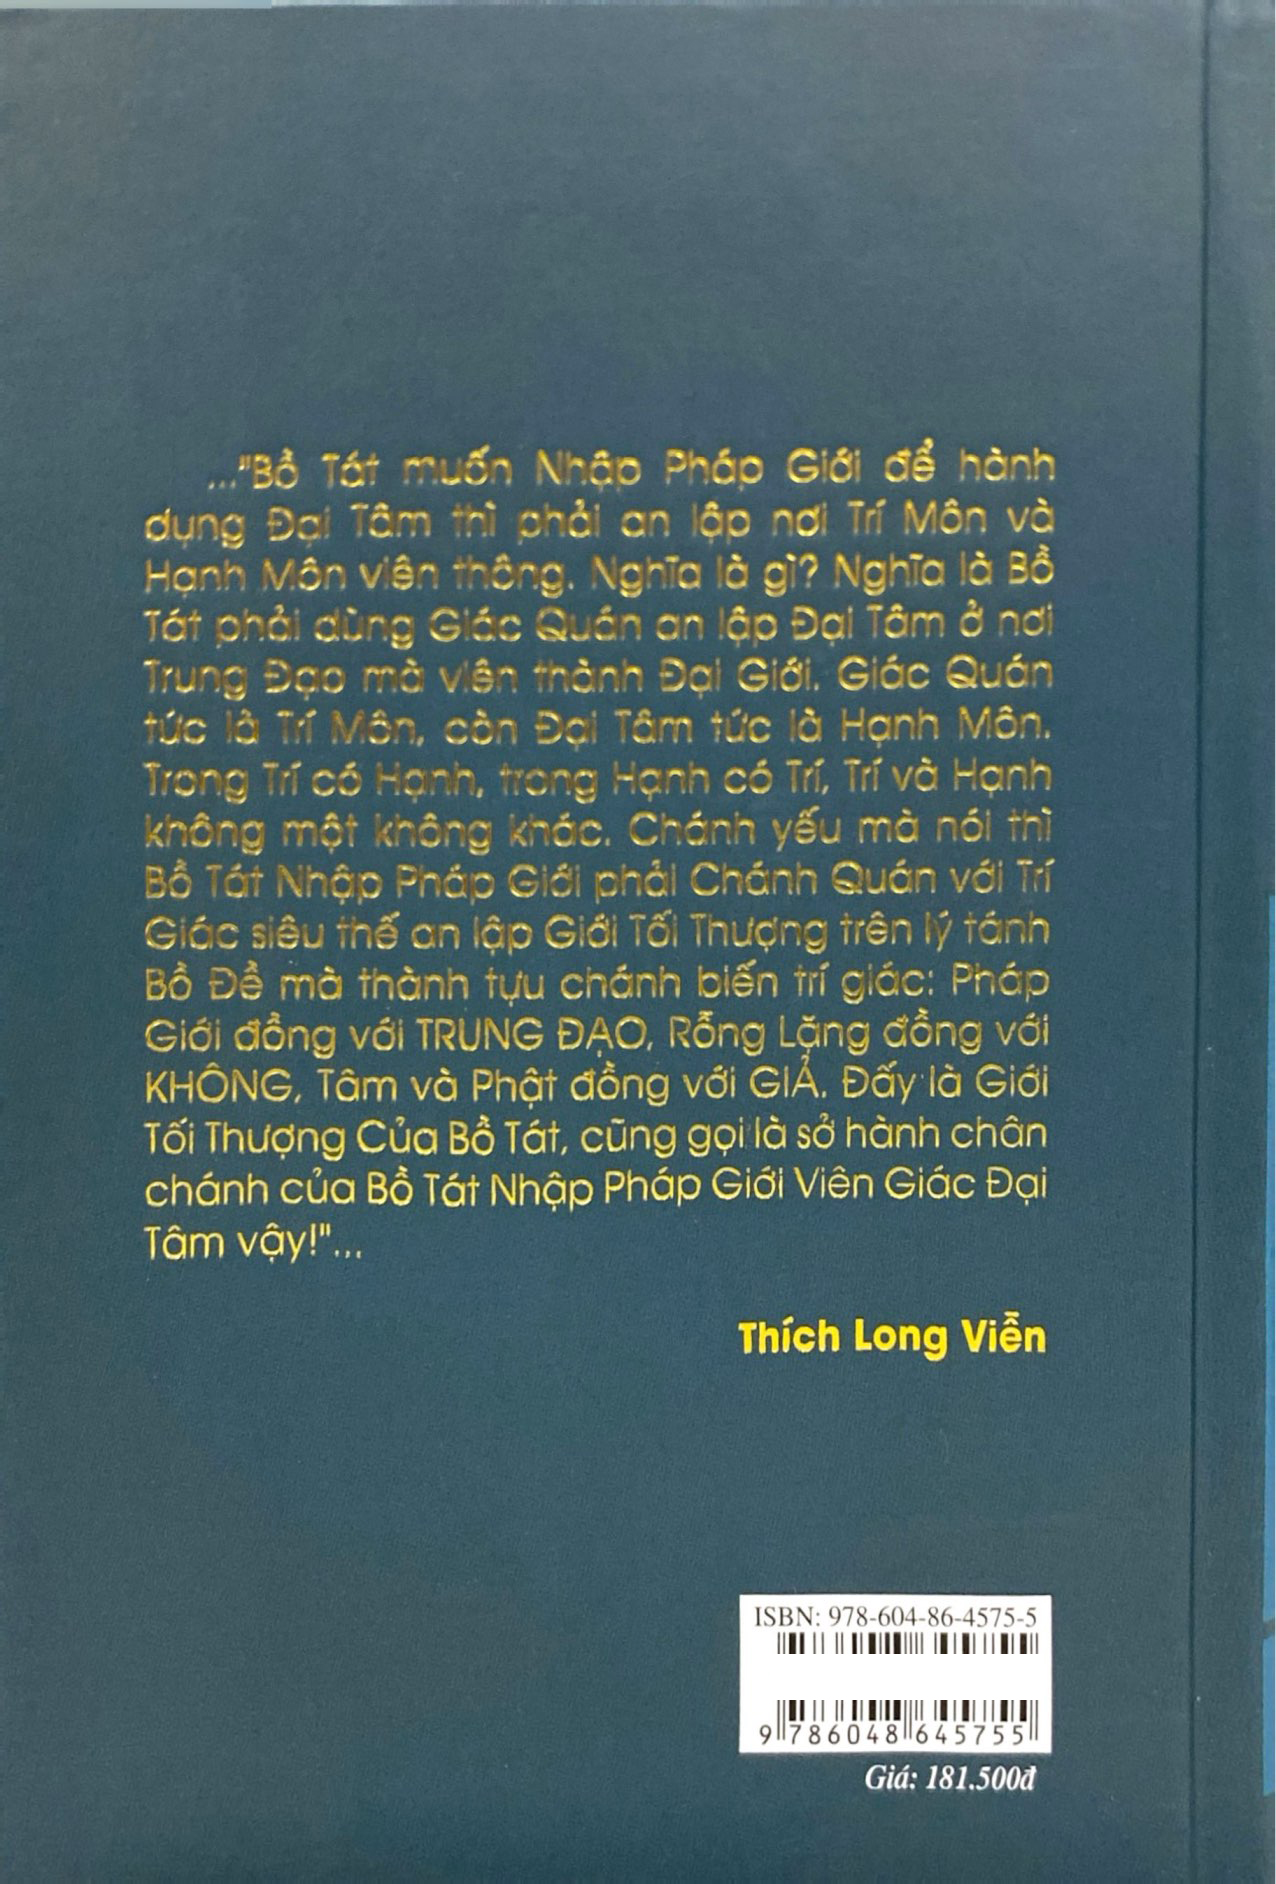 ..."Bồ Tát muốn Nhập Pháp Giới để hành
dụng Đại Tâm thì phải an lập nơi Trí Môn và
Hạnh Môn viên thông. Nghĩa là gì? Nghĩa là Bồ
Tát phải dùng Giác Quán an lập Đại Tâm ở nơi
Trung Đạo mà viên thành Đại Giới. Giác Quán
tức là Trí Môn, còn Đại Tâm tức là Hạnh Môn.
Trong Trí có Hạnh, trong Hạnh có Trí, Trí và Hạnh
không một không khác. Chánh yếu mà nói thì
Bồ Tát Nhập Pháp Giới phải Chánh Quán với Trí
Giác siêu thế an lập Giới Tối Thượng trên lý tánh
Bồ Đề mà thành tựu chánh biến trí giác: Pháp
Giới đồng với TRUNG ĐẠO, Rỗng Lặng đồng với
KHÔNG, Tâm và Phật đồng với GIẢ. Đấy là Giới
Tối Thượng Của Bồ Tát, cũng gọi là sở hành chân
chánh của Bồ Tát Nhập Pháp Giới Viên Giác Đại
Tâm vậy!"...
Thích Long Viễn
ISBN: 978-604-86-4575-5
9 786048 645755
Giá: 181.500đ